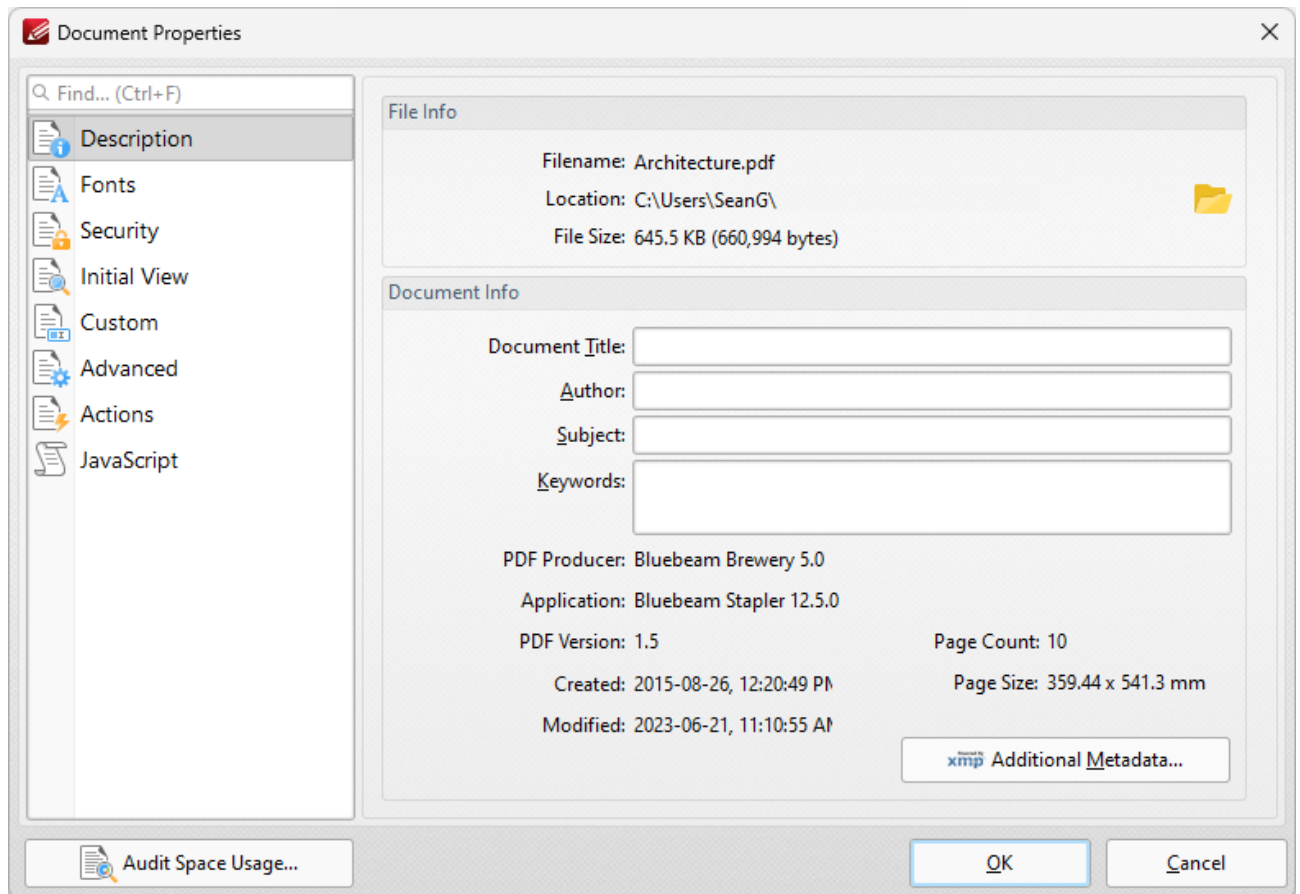 Document Properties
Find... (Ctrl+F)
Description
Fonts
Security
Initial View
Custom
Advanced
Actions
JavaScript
File Info
Filename: Architecture.pdf
Location: C:\Users\SeanG\
File Size: 645.5 KB (660,994 bytes)
Document Info
Document Title:
Author:
Subject:
Keywords:
PDF Producer: Bluebeam Brewery 5.0
Application: Bluebeam Stapler 12.5.0
PDF Version: 1.5 Page Count: 10
Created: 2015-08-26, 12:20:49 PM Page Size: 359.44 x 541.3 mm
Modified: 2023-06-21, 11:10:55 AM
xmp Additional Metadata...
Audit Space Usage...
OK Cancel